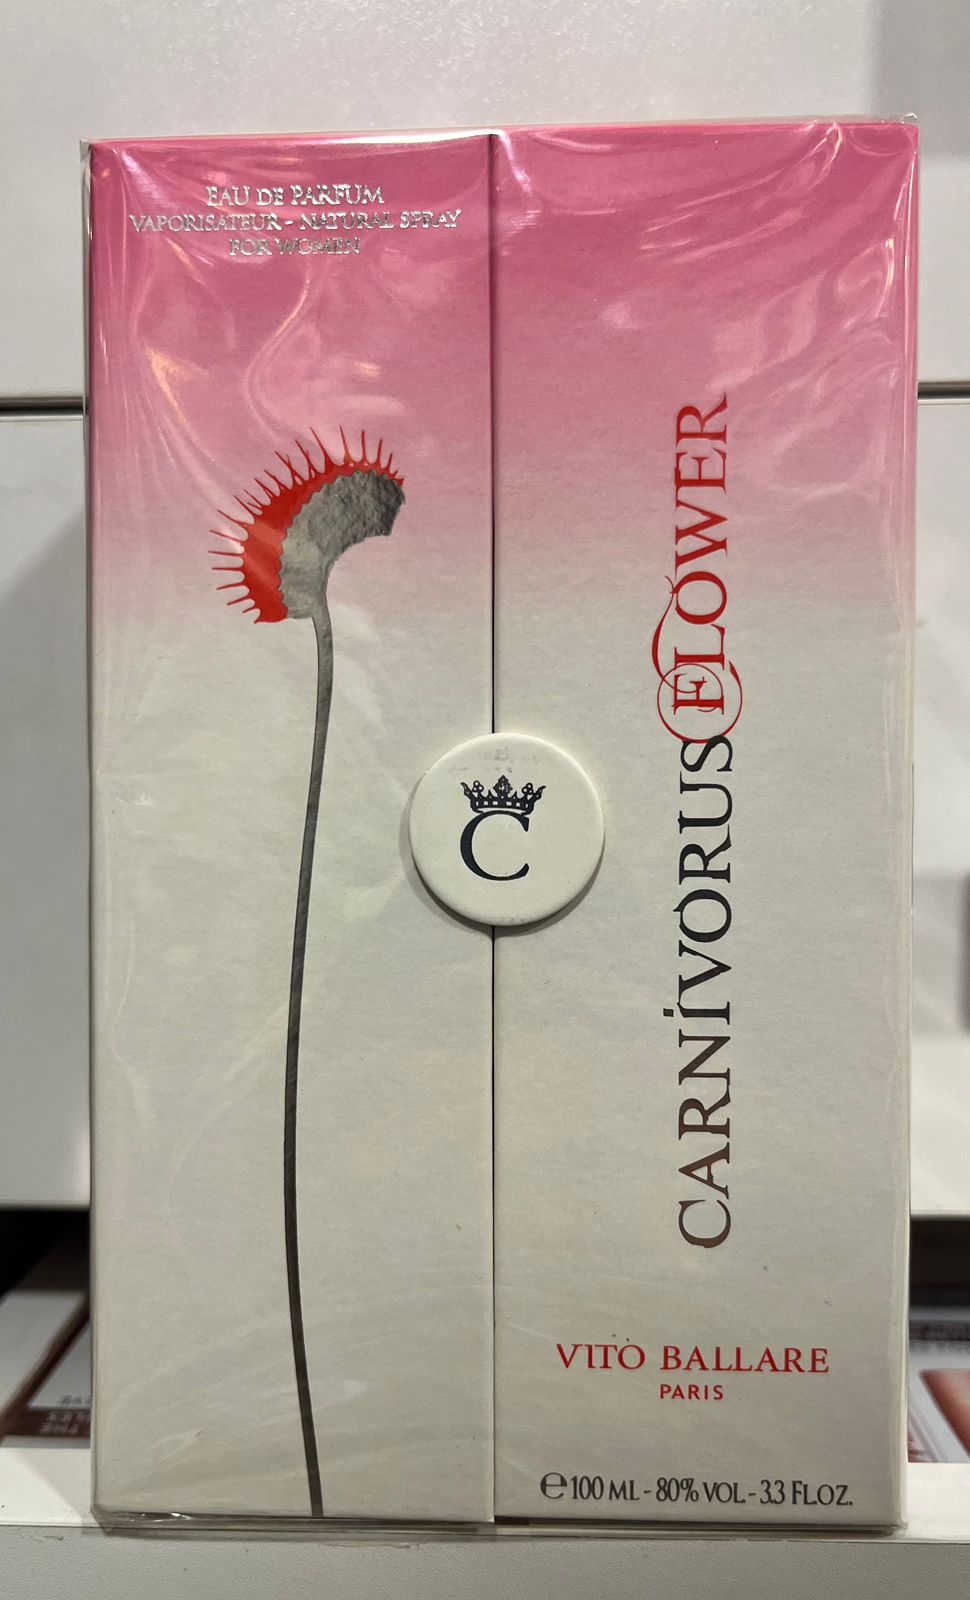 EAU DE PARFUM
VAPORISATEUR - NATURAL SPRAY
FOR WOMEN
C
CARNÍVORUS FLOWER
VITO BALLARE
PARIS
℮ 100 ML - 80% VOL - 3.3 FL OZ.